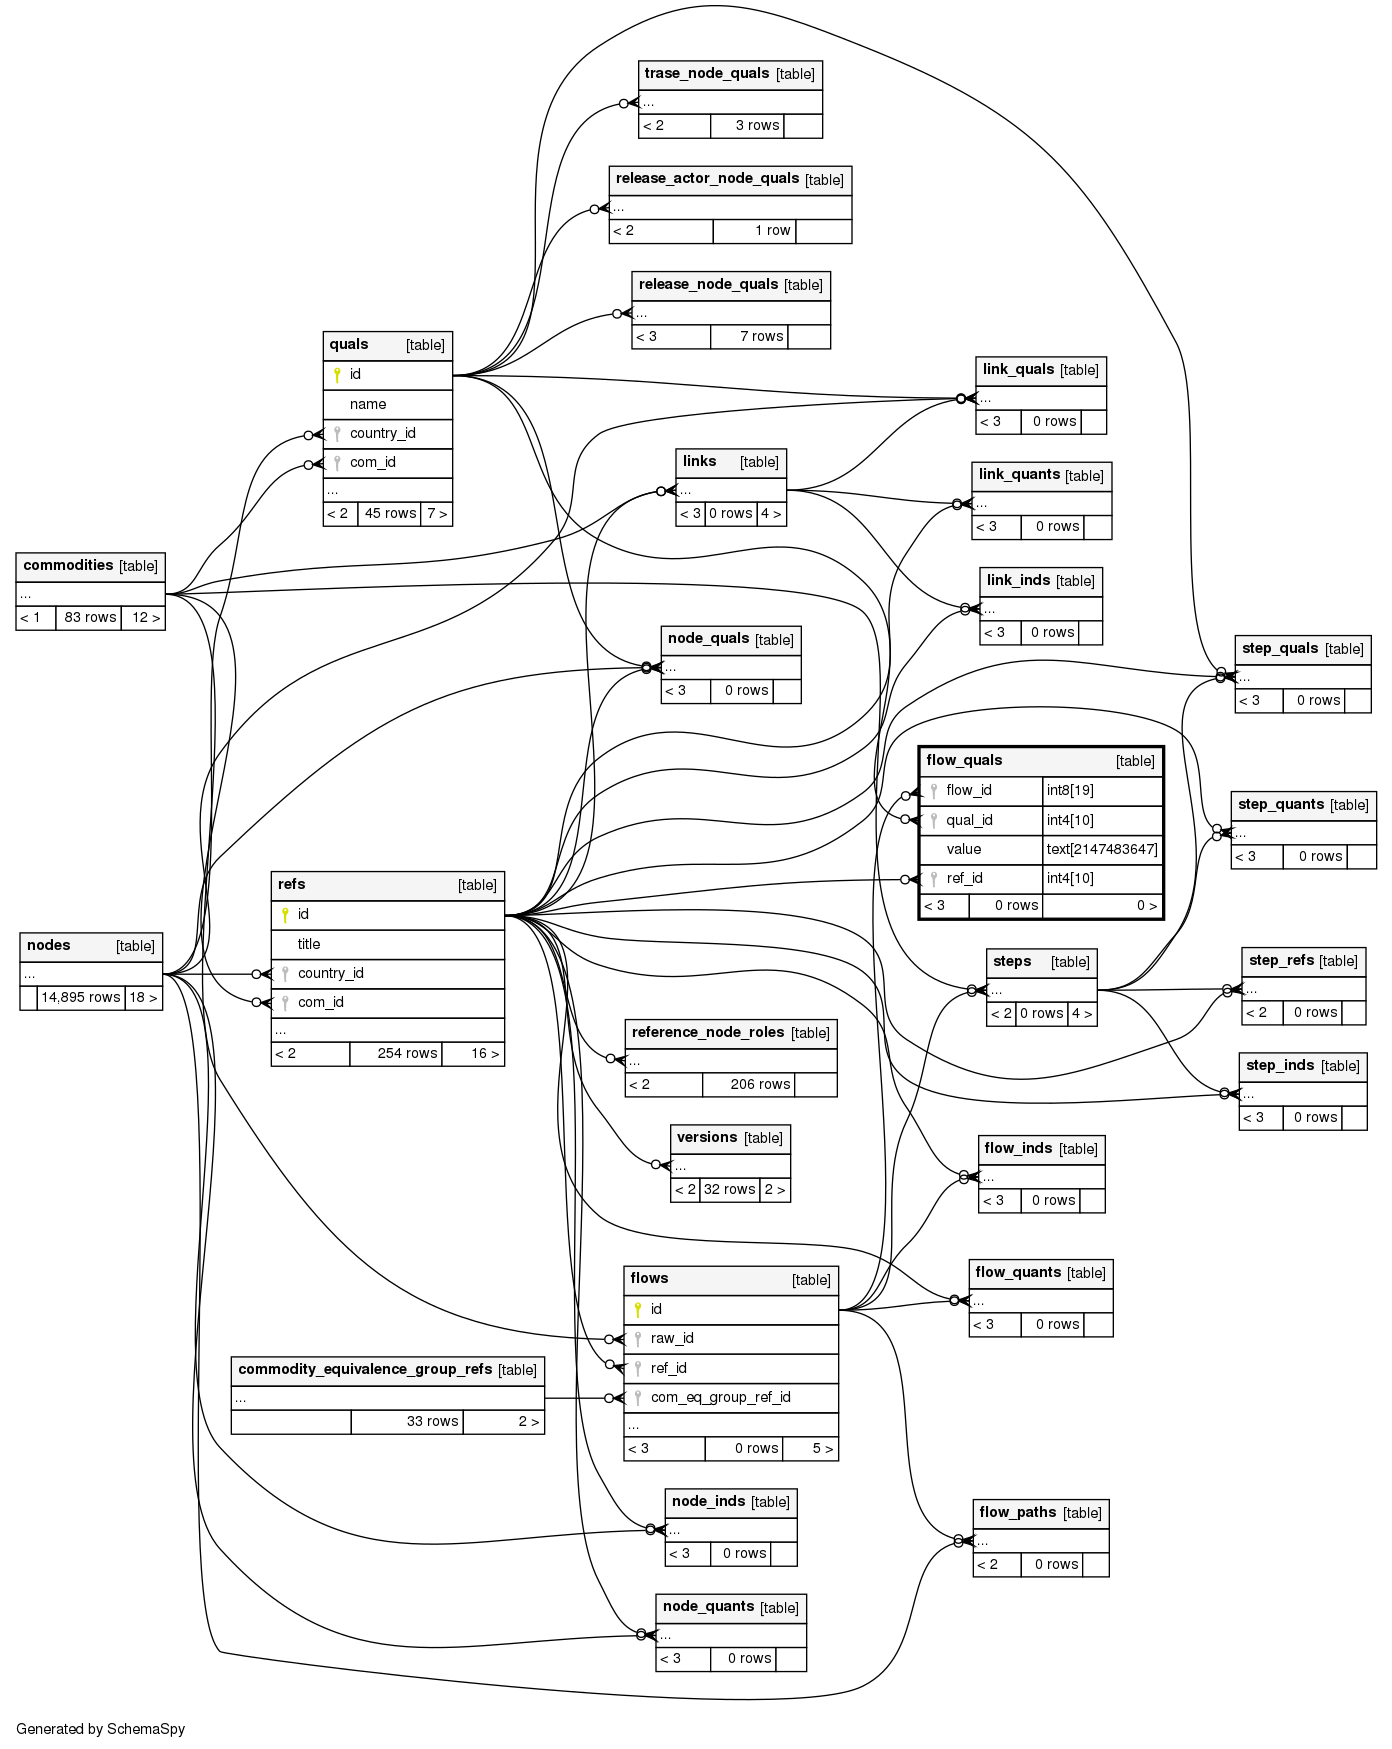 trase_node_quals [table]
...
< 2 3 rows
release_actor_node_quals [table]
...
< 2 1 row
release_node_quals [table]
...
< 3 7 rows
quals [table]
id
name
country_id
com_id
...
< 2 45 rows 7 >
link_quals [table]
...
< 3 0 rows
links [table]
...
< 3 0 rows 4 >
link_quants [table]
...
< 3 0 rows
commodities [table]
...
< 1 83 rows 12 >
link_inds [table]
...
< 3 0 rows
node_quals [table]
...
< 3 0 rows
step_quals [table]
...
< 3 0 rows
flow_quals [table]
flow_id int8[19]
qual_id int4[10]
value text[2147483647]
ref_id int4[10]
< 3 0 rows 0 >
step_quants [table]
...
< 3 0 rows
refs [table]
id
title
country_id
com_id
...
< 2 254 rows 16 >
nodes [table]
...
14,895 rows 18 >
steps [table]
...
< 2 0 rows 4 >
step_refs [table]
...
< 2 0 rows
reference_node_roles [table]
...
< 2 206 rows
step_inds [table]
...
< 3 0 rows
versions [table]
...
< 2 32 rows 2 >
flow_inds [table]
...
< 3 0 rows
flows [table]
id
raw_id
ref_id
com_eq_group_ref_id
...
< 3 0 rows 5 >
flow_quants [table]
...
< 3 0 rows
commodity_equivalence_group_refs [table]
...
33 rows 2 >
node_inds [table]
...
< 3 0 rows
flow_paths [table]
...
< 2 0 rows
node_quants [table]
...
< 3 0 rows
Generated by SchemaSpy